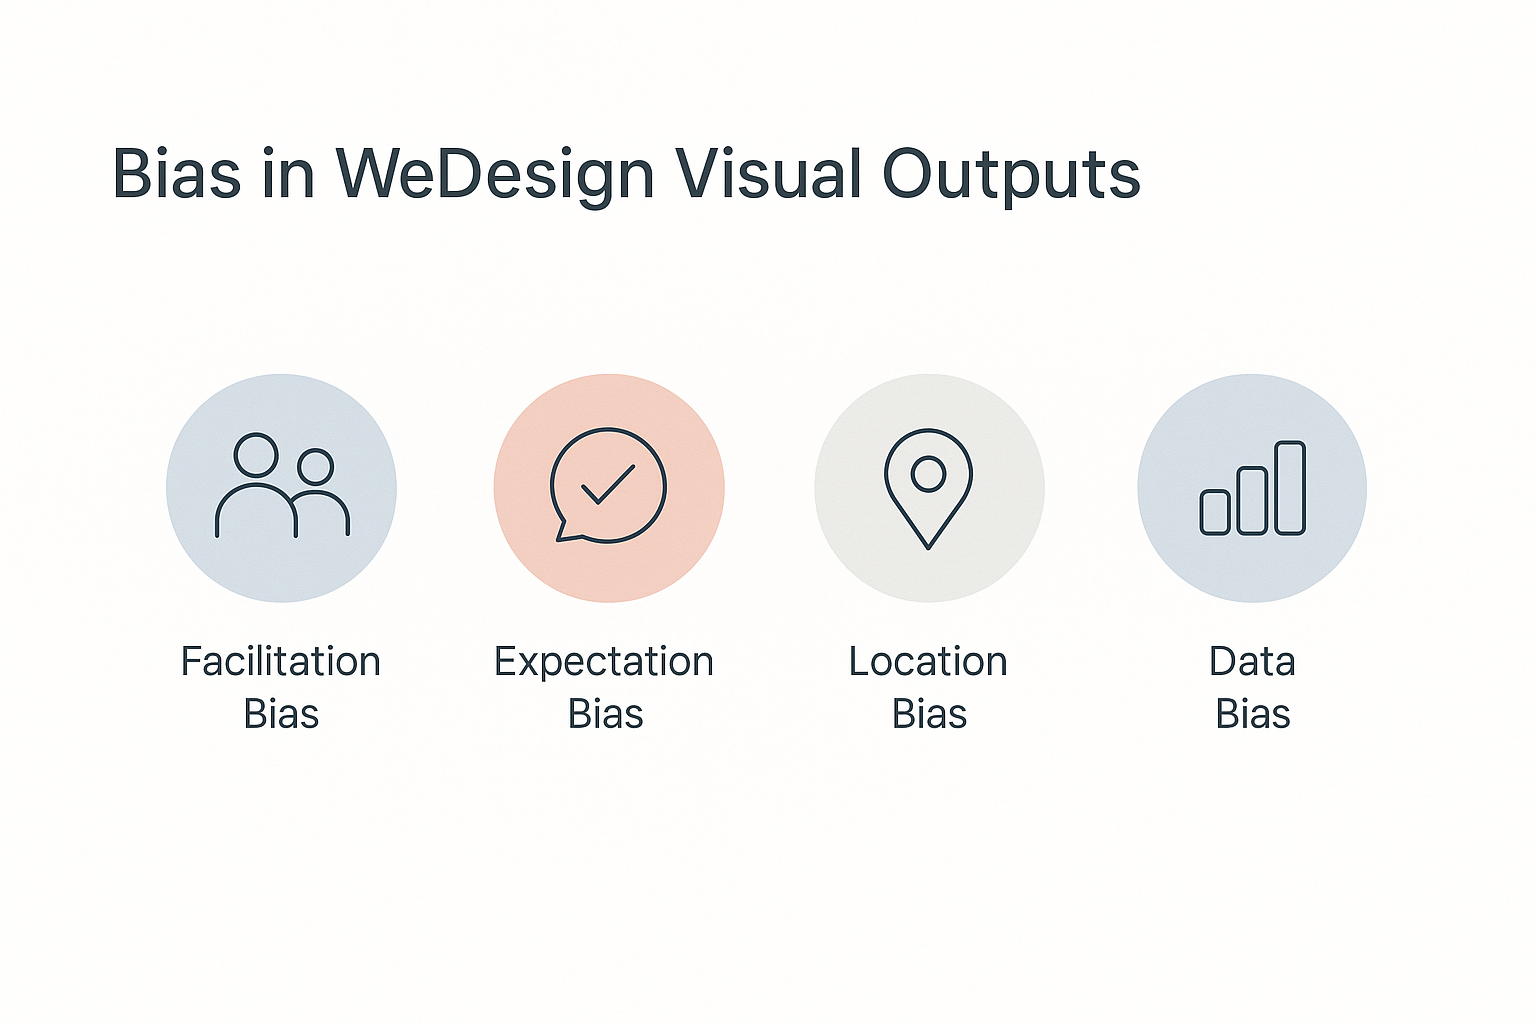 Bias in WeDesign Visual Outputs
Facilitation
Bias
Expectation
Bias
Location
Bias
Data
Bias